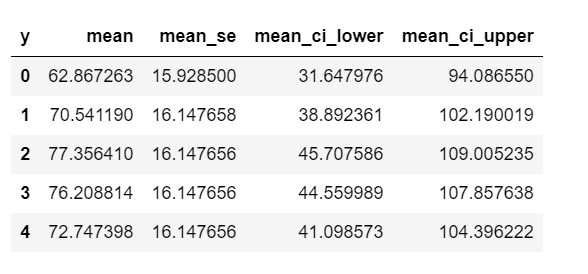 y mean mean_se mean_ci_lower mean_ci_upper
0 62.867263 15.928500 31.647976 94.086550
1 70.541190 16.147658 38.892361 102.190019
2 77.356410 16.147656 45.707586 109.005235
3 76.208814 16.147656 44.559989 107.857638
4 72.747398 16.147656 41.098573 104.396222